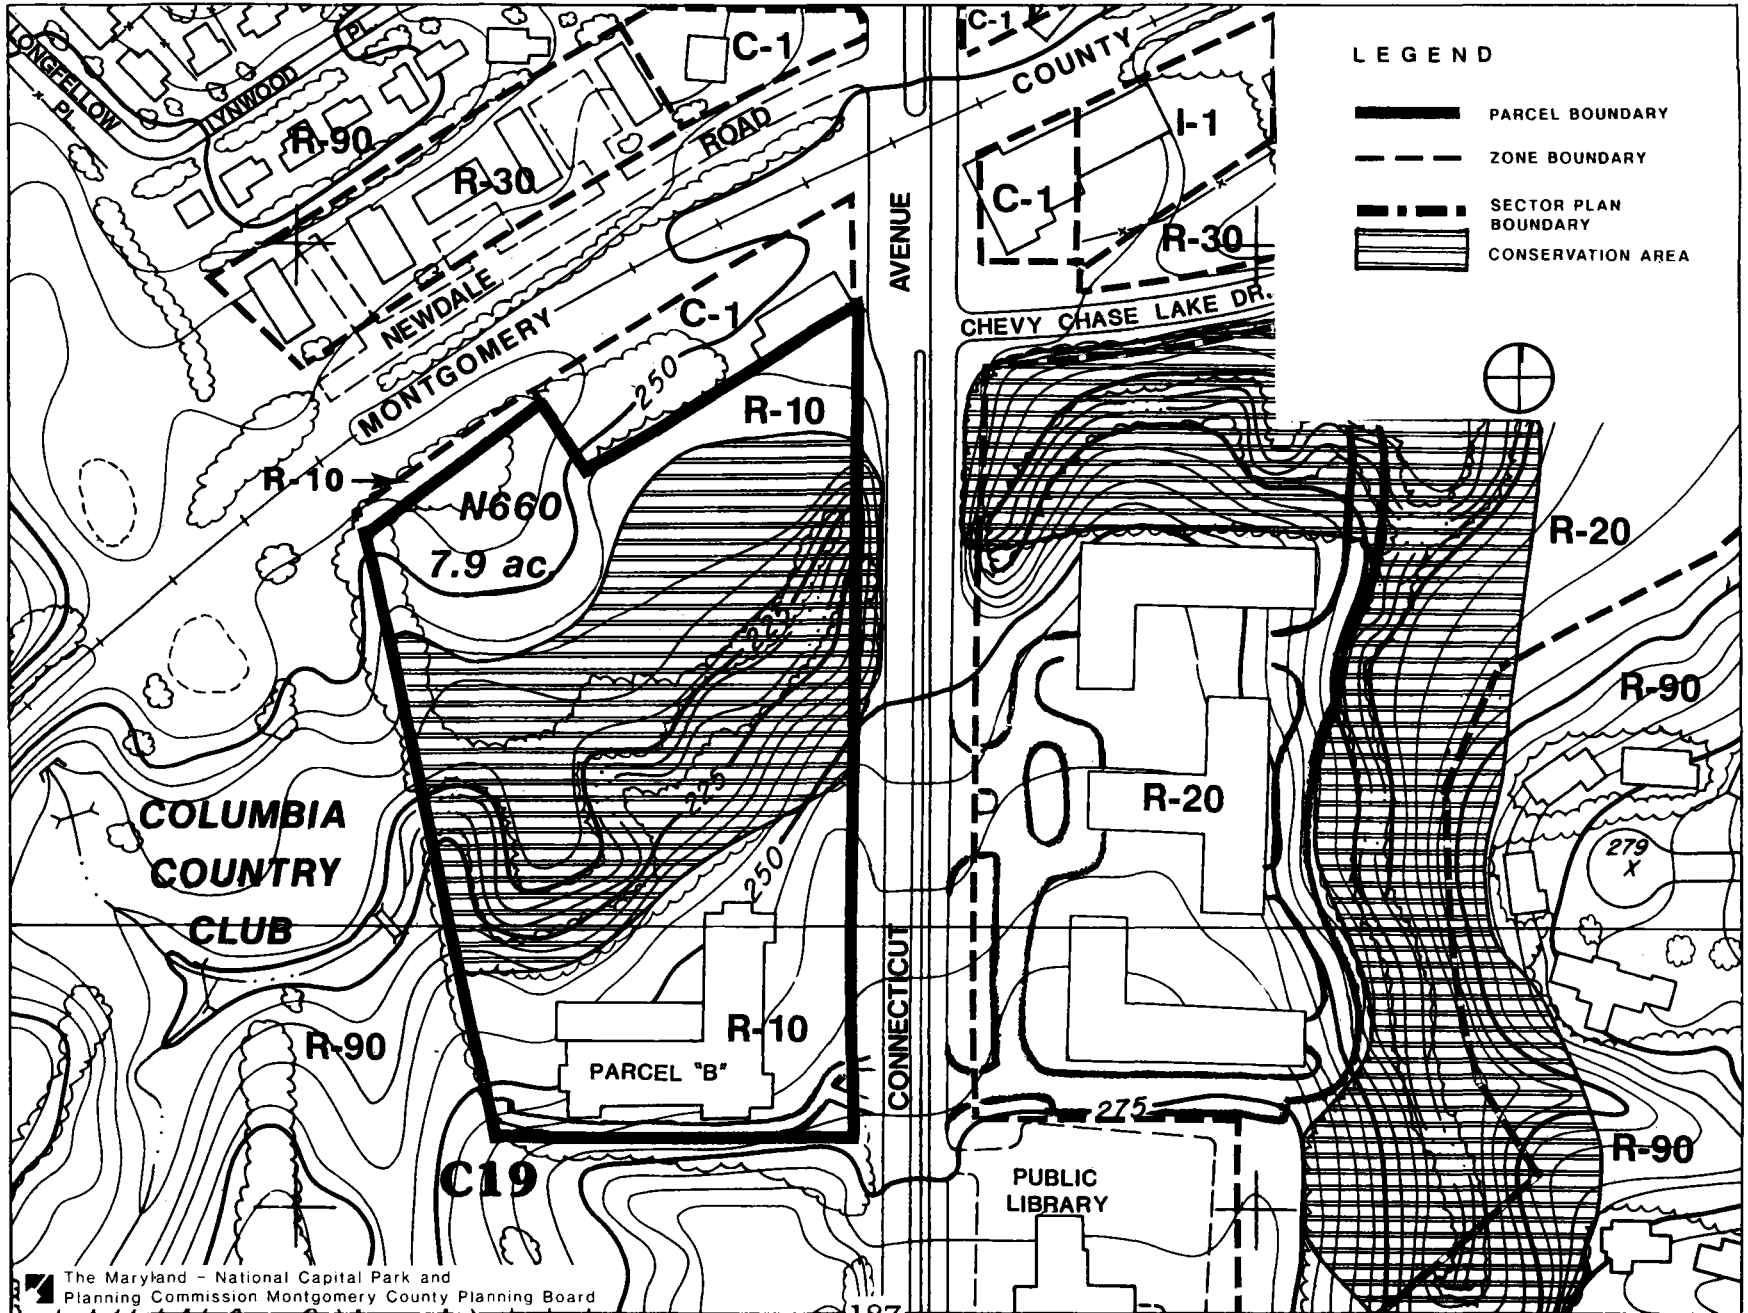 LONGFELLOW
PL.
LYNWOOD
PL.
R-90
R-30
C-1
C-1
COUNTY
ROAD
NEWDALE
MONTGOMERY
I-1
C-1
R-30
AVENUE
CHEVY CHASE LAKE DR.
LEGEND
PARCEL BOUNDARY
ZONE BOUNDARY
SECTOR PLAN
BOUNDARY
CONSERVATION AREA
C-1
250
R-10
R-10
N660
7.9 ac.
225
R-20
R-90
225
R-20
COLUMBIA
COUNTRY
CLUB
250
279
X
CONNECTICUT
R-90
R-10
PARCEL "B"
275
C19
PUBLIC
LIBRARY
R-90
The Maryland - National Capital Park and
Planning Commission Montgomery County Planning Board
187